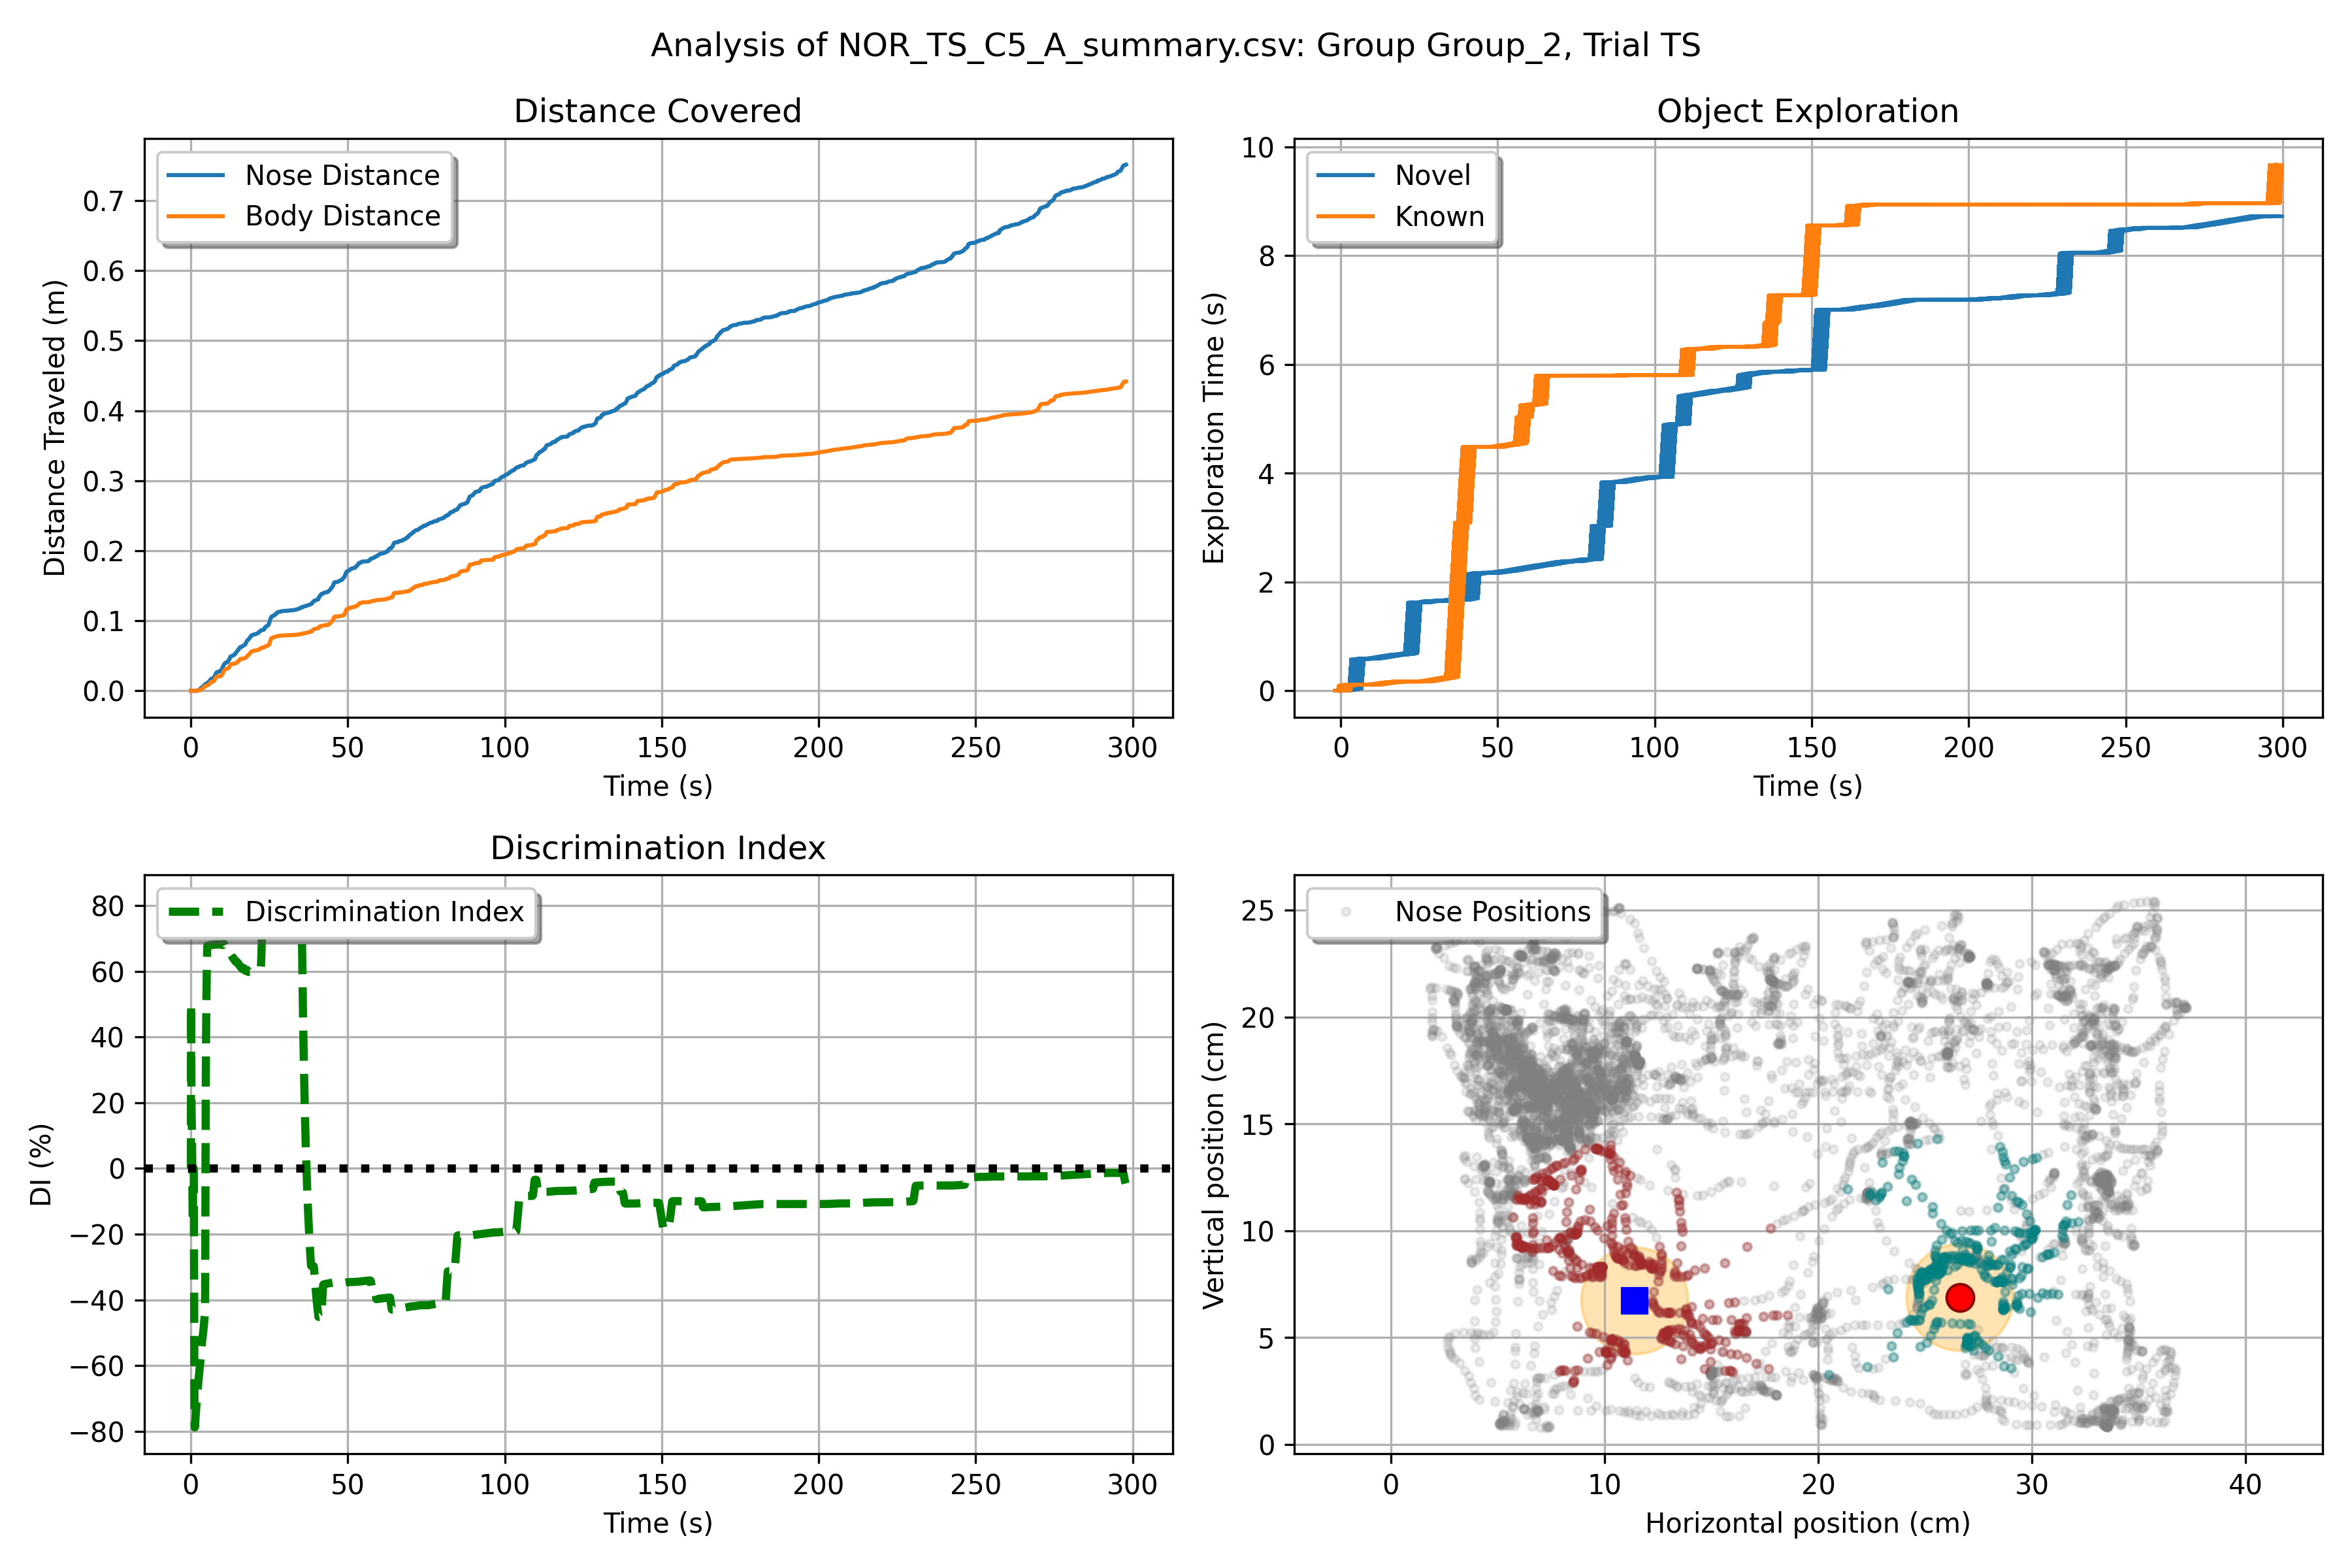 Analysis of NOR_TS_C5_A_summary.csv: Group Group_2, Trial TS
Distance Covered
Nose Distance
Body Distance
Distance Traveled (m)
0.7
0.6
0.5
0.4
0.3
0.2
0.1
0.0
0 50 100 150 200 250 300
Time (s)
Object Exploration
Novel
Known
Exploration Time (s)
10
8
6
4
2
0
0 50 100 150 200 250 300
Time (s)
Discrimination Index
Discrimination Index
DI (%)
80
60
40
20
0
−20
−40
−60
−80
0 50 100 150 200 250 300
Time (s)
Nose Positions
Vertical position (cm)
25
20
15
10
5
0
0 10 20 30 40
Horizontal position (cm)